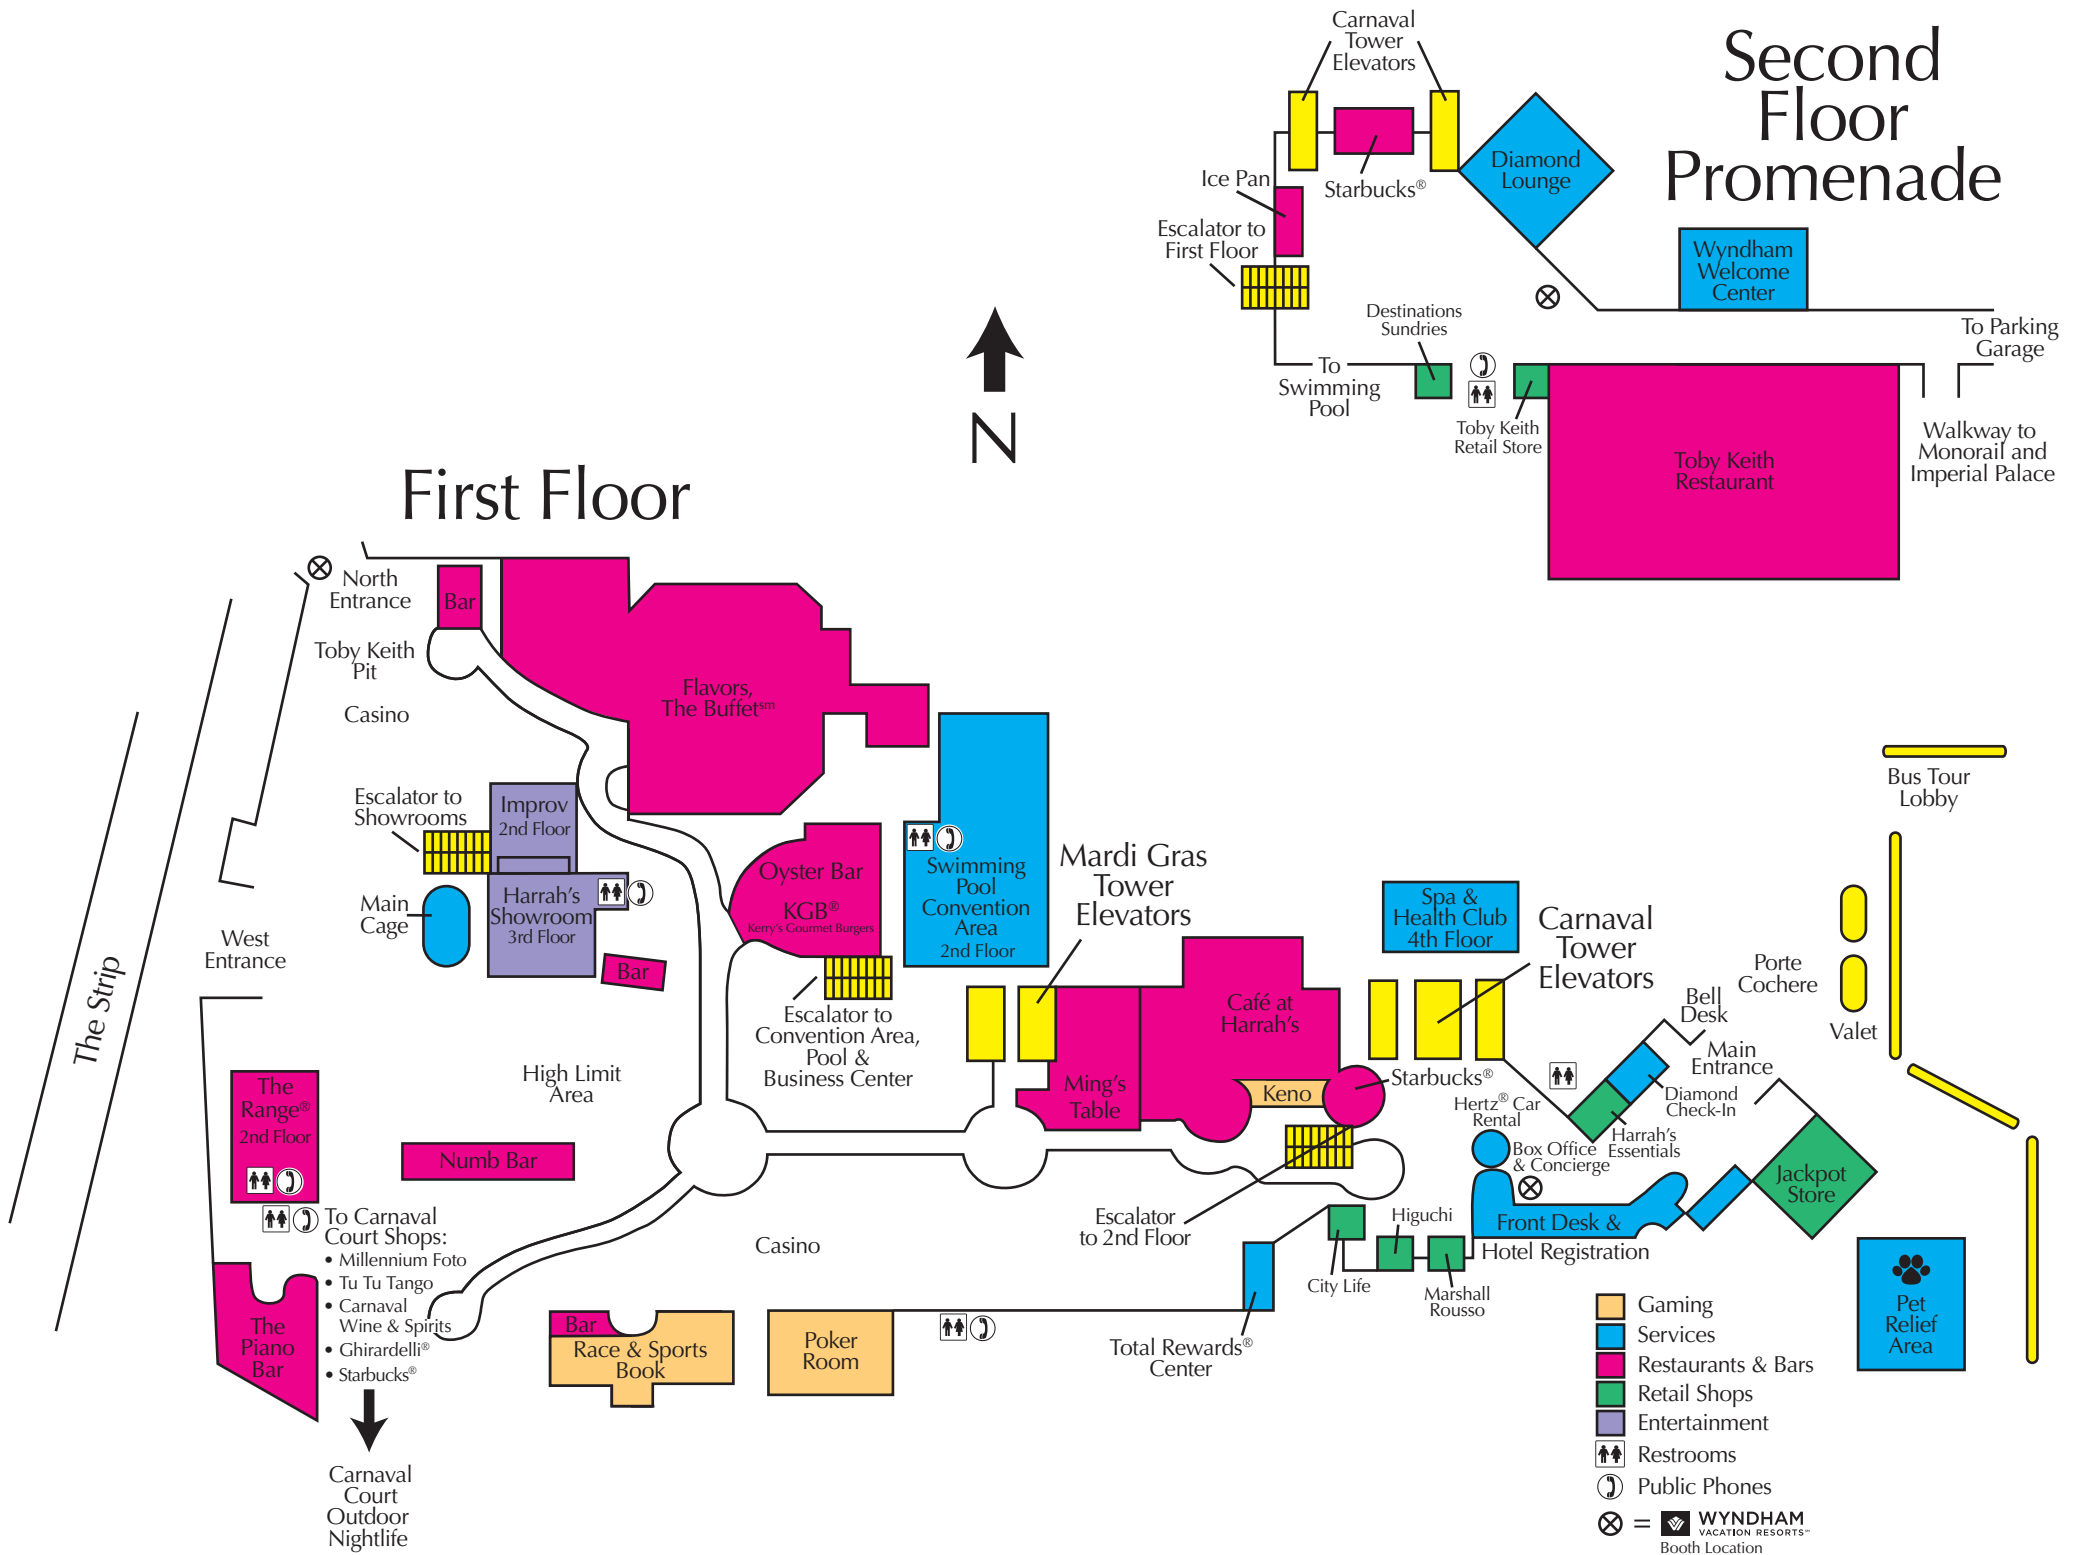 Carnaval
Tower
Elevators
Second
Floor
Promenade
Diamond
Lounge
Ice Pan
Starbucks®
Escalator to
First Floor
Wyndham
Welcome
Center
Destinations
Sundries
To Parking
Garage
To
Swimming
Pool
Toby Keith
Retail Store
Toby Keith
Restaurant
Walkway to
Monorail and
Imperial Palace
N
First Floor
North
Entrance
Bar
Toby Keith
Pit
Casino
Flavors,
The Buffet℠
Escalator to
Showrooms
Improv
2nd Floor
Main
Cage
Harrah's
Showroom
3rd Floor
Bar
West
Entrance
The Strip
Oyster Bar
KGB®
Kerry's Gourmet Burgers
Swimming
Pool
Convention
Area
2nd Floor
Mardi Gras
Tower
Elevators
Escalator to
Convention Area,
Pool &
Business Center
High Limit
Area
Café at
Harrah's
Ming's
Table
Keno
Starbucks®
Spa &
Health Club
4th Floor
Carnaval
Tower
Elevators
Bus Tour
Lobby
Porte
Cochere
Valet
Bell
Desk
Main
Entrance
Diamond
Check-In
Harrah's
Essentials
Hertz® Car
Rental
Box Office
& Concierge
Jackpot
Store
Front Desk &
Hotel Registration
The
Range®
2nd Floor
Numb Bar
To Carnaval
Court Shops:
• Millennium Foto
• Tu Tu Tango
• Carnaval
Wine & Spirits
• Ghirardelli®
• Starbucks®
The
Piano
Bar
Carnaval
Court
Outdoor
Nightlife
Casino
Bar
Race & Sports
Book
Poker
Room
Escalator
to 2nd Floor
Total Rewards®
Center
City Life
Higuchi
Marshall
Rousso
Pet
Relief
Area
Gaming
Services
Restaurants & Bars
Retail Shops
Entertainment
Restrooms
Public Phones
= WYNDHAM
VACATION RESORTS℠
Booth Location